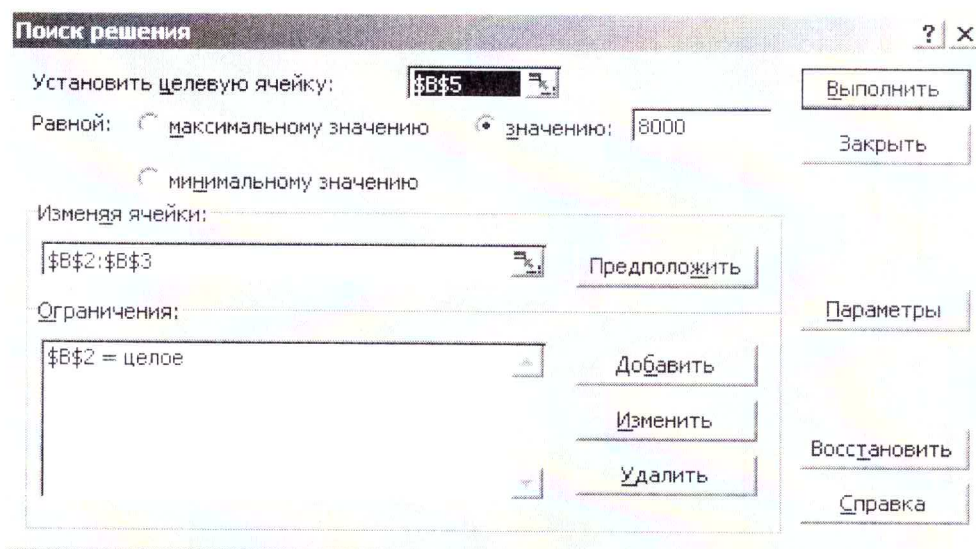 Поиск решения ? ×
Установить целевую ячейку: $B$5 Выполнить
Равной: максимальному значению значению: 8000 Закрыть
минимальному значению
Изменяя ячейки:
$B$2:$B$3 Предположить
Ограничения: Параметры
$B$2 = целое Добавить
Изменить
Восстановить
Удалить
Справка